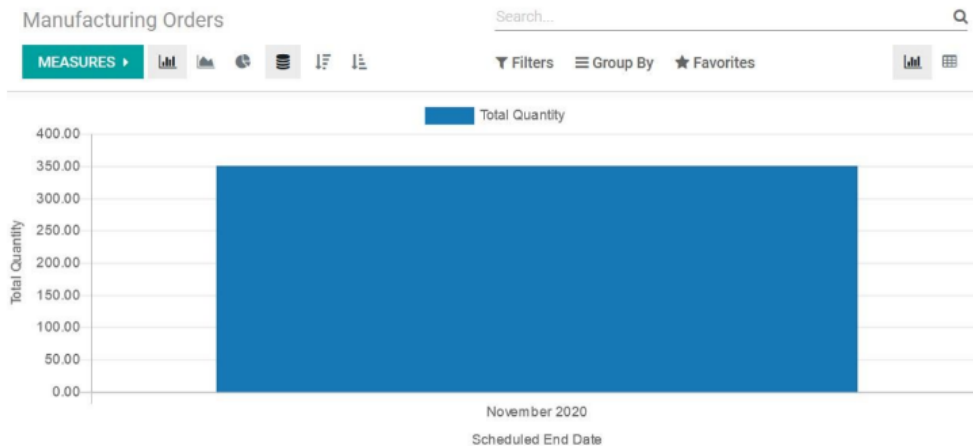 Manufacturing Orders
Search...
MEASURES
Filters
Group By
Favorites
Total Quantity
400.00
350.00
300.00
250.00
200.00
150.00
100.00
50.00
0.00
Total Quantity
November 2020
Scheduled End Date